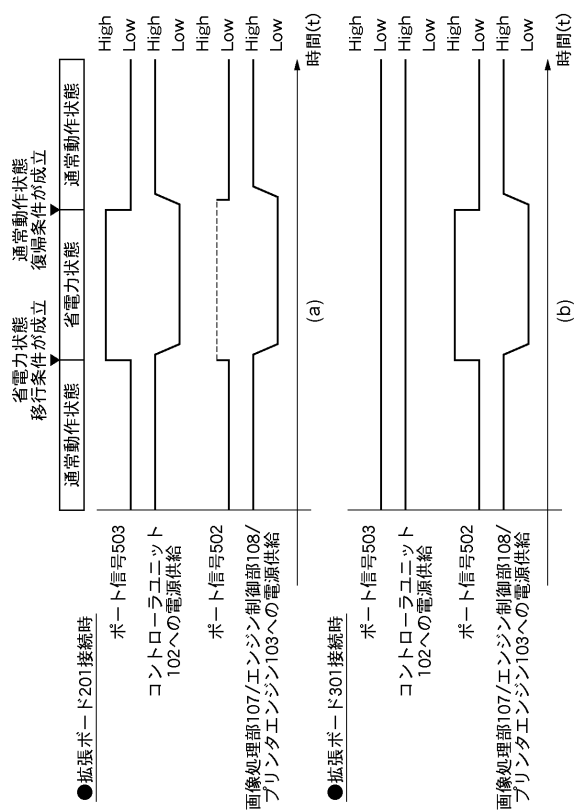 省電力状態
移行条件が成立
通常動作状態
復帰条件が成立
通常動作状態
省電力状態
通常動作状態
●拡張ボード201接続時
ポート信号503
High
Low
コントローラユニット
102への電源供給
High
Low
ポート信号502
High
Low
画像処理部107/エンジン制御部108/
プリンタエンジン103への電源供給
High
Low
時間(t)
(a)
●拡張ボード301接続時
ポート信号503
High
Low
コントローラユニット
102への電源供給
High
Low
ポート信号502
High
Low
画像処理部107/エンジン制御部108/
プリンタエンジン103への電源供給
High
Low
時間(t)
(b)